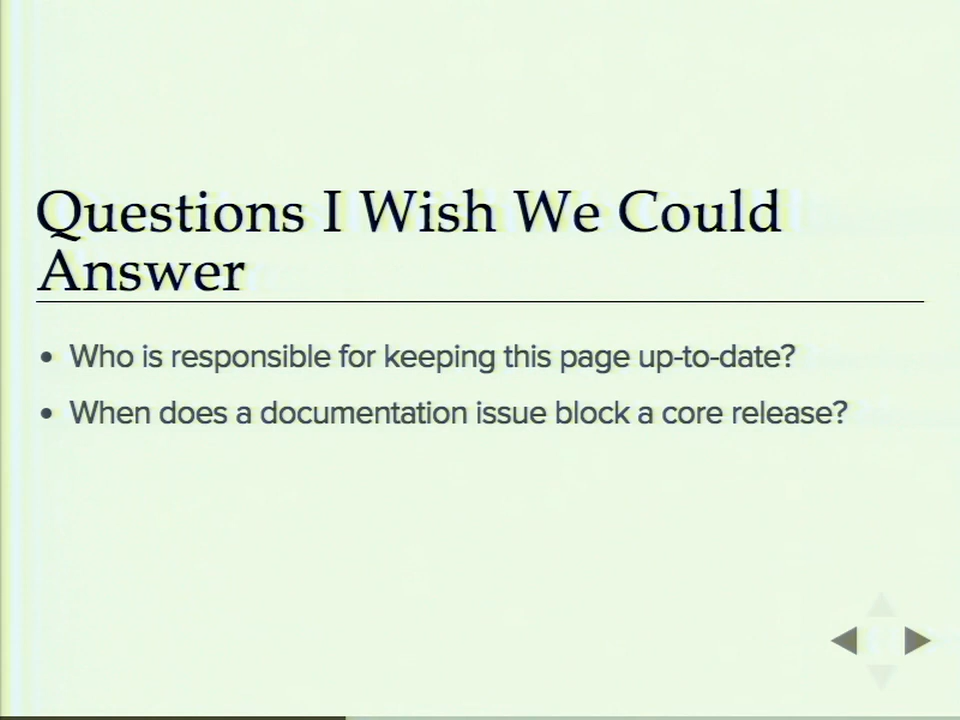 Questions I Wish We Could
Answer
• Who is responsible for keeping this page up-to-date?
• When does a documentation issue block a core release?